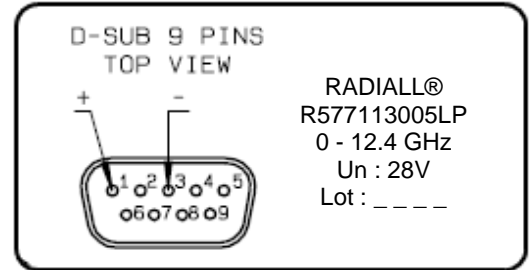 D-SUB 9 PINS
TOP VIEW
+ -
1 2 3 4 5
6 7 8 9
RADIALL®
R577113005LP
0 - 12.4 GHz
Un : 28V
Lot : _ _ _ _